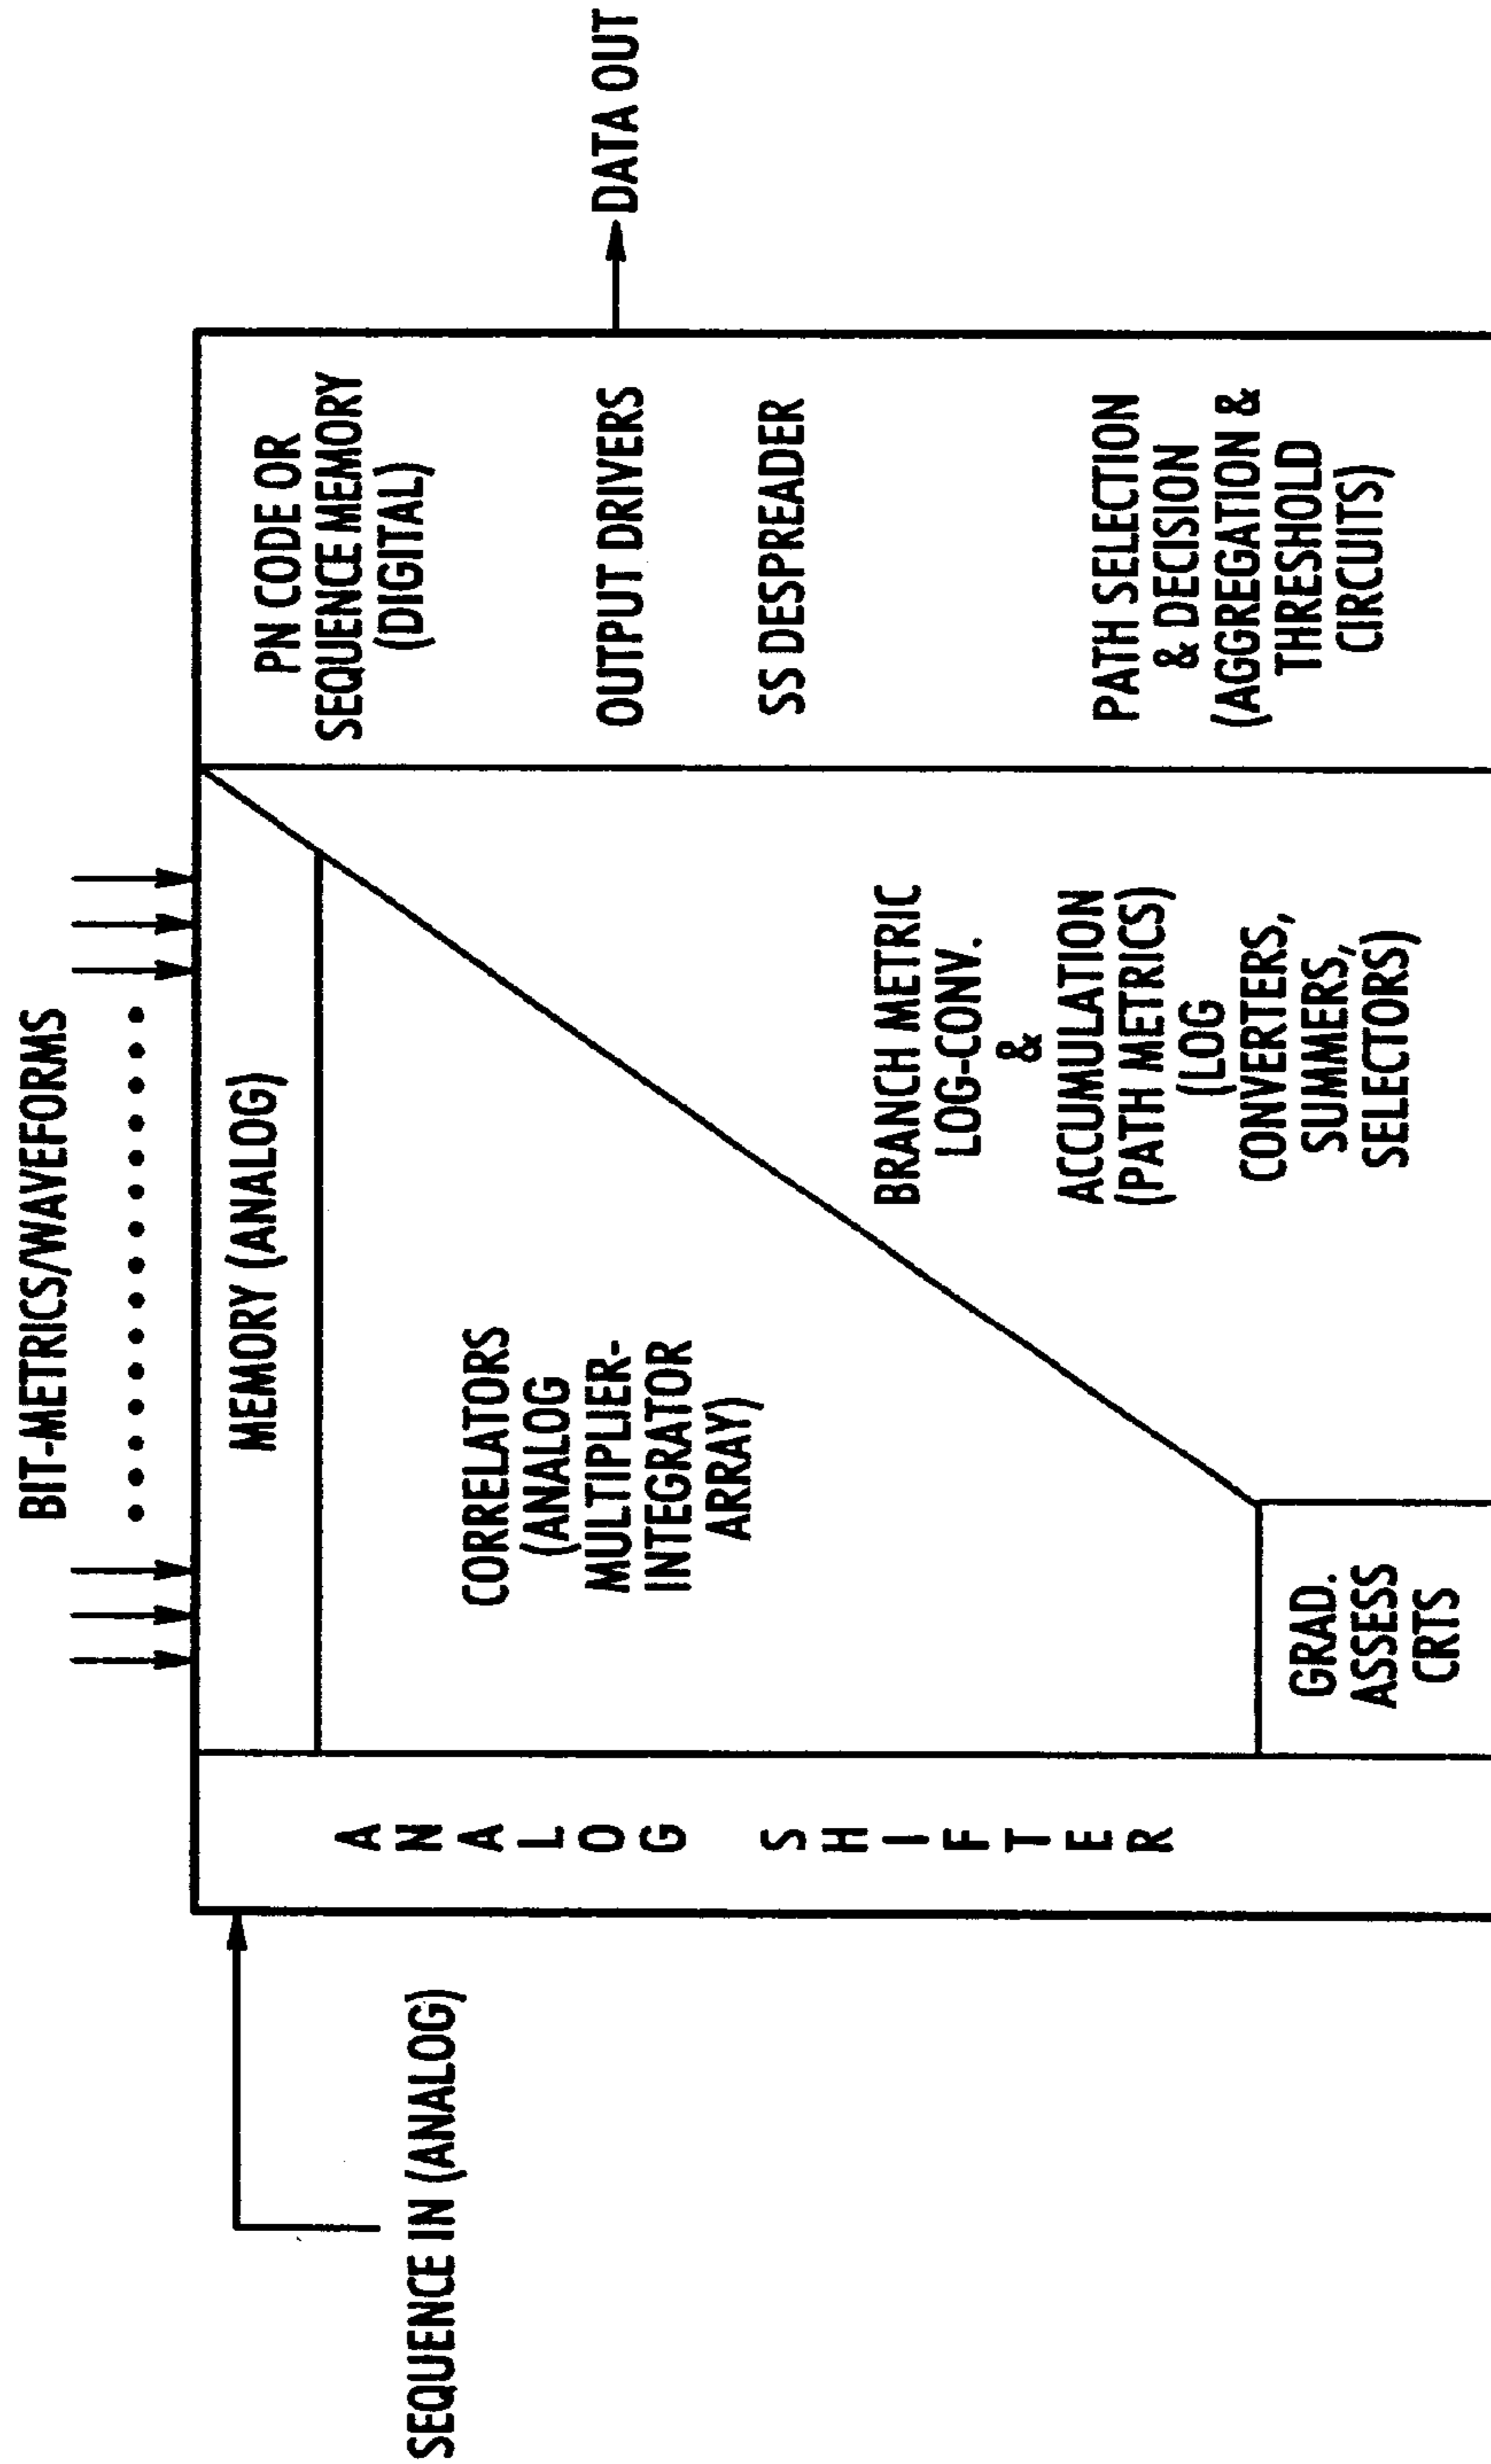 BIT-METRICS/WAVEFORMS
SEQUENCE IN (ANALOG)
ANALOG SHIFTER
MEMORY (ANALOG)
CORRELATORS
(ANALOG
MULTIPLIER-
INTEGRATOR
ARRAY)
GRAD.
ASSESS
CRTS
BRANCH METRIC
LOG-CONV.
&
ACCUMULATION
(PATH METRICS)
(LOG
CONVERTERS,
SUMMERS,
SELECTORS)
PN CODE OR
SEQUENCE MEMORY
(DIGITAL)
OUTPUT DRIVERS
SS DESPREADER
PATH SELECTION
& DECISION
(AGGREGATION &
THRESHOLD
CIRCUITS)
DATA OUT